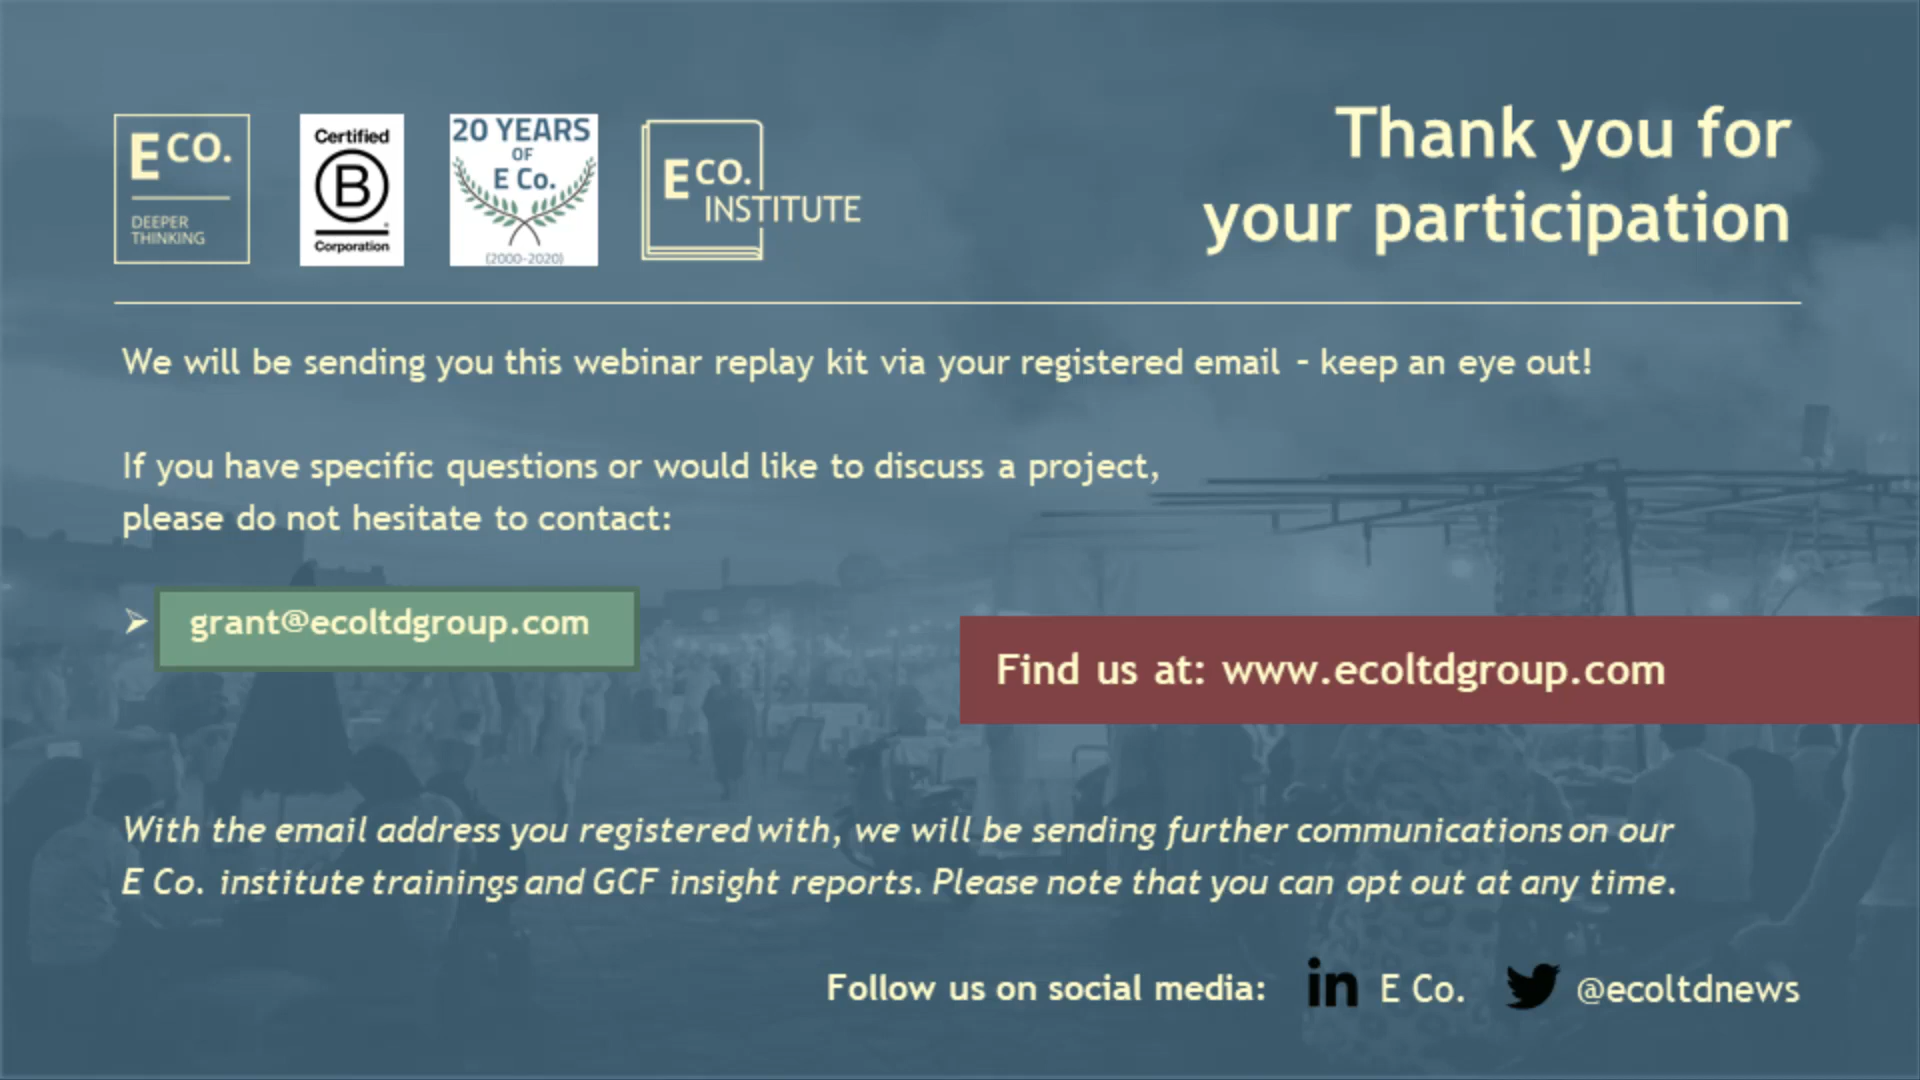 E CO.
DEEPER
THINKING
Certified
B
Corporation
20 YEARS
OF
E Co.
(2000-2020)
E CO.
INSTITUTE
Thank you for
your participation
We will be sending you this webinar replay kit via your registered email – keep an eye out!
If you have specific questions or would like to discuss a project,
please do not hesitate to contact:
➢ grant@ecoltdgroup.com
Find us at: www.ecoltdgroup.com
With the email address you registered with, we will be sending further communications on our
E Co. institute trainings and GCF insight reports. Please note that you can opt out at any time.
Follow us on social media: in E Co. @ecoltdnews